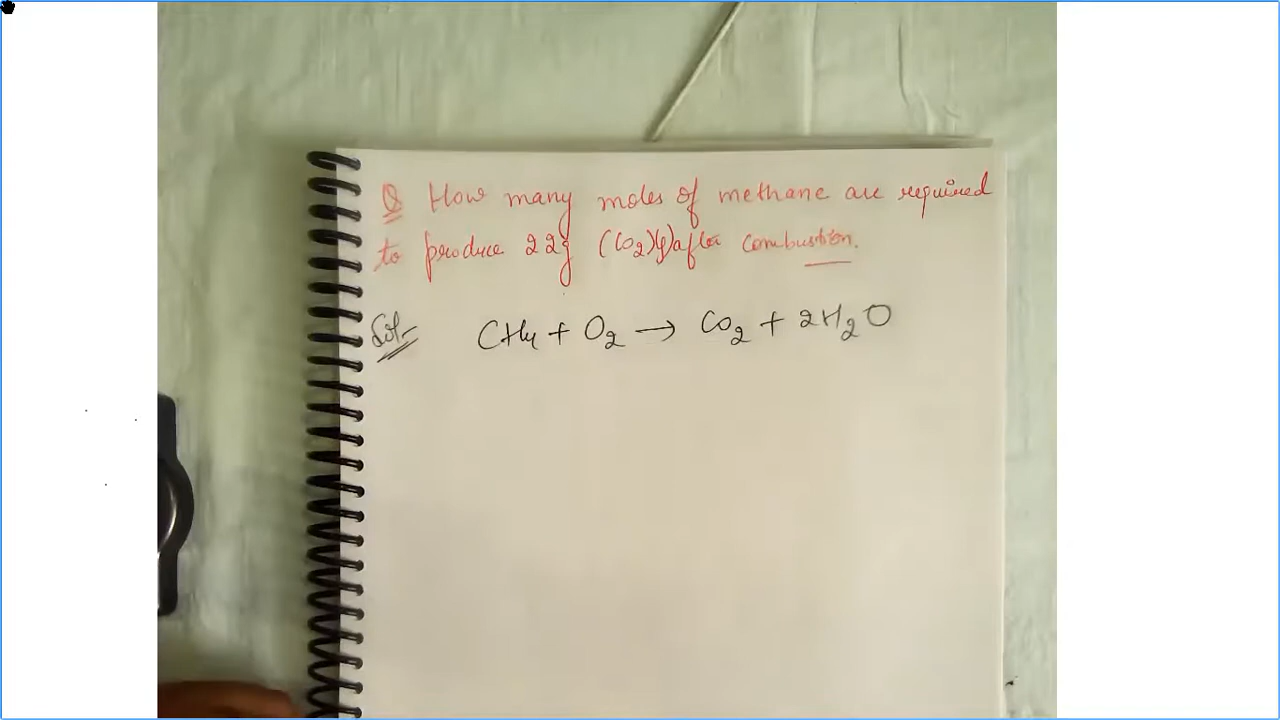 Q How many moles of methane are required
to produce 22g (CO2)(g) after combustion.
Sol- CH4 + O2 → CO2 + 2H2O